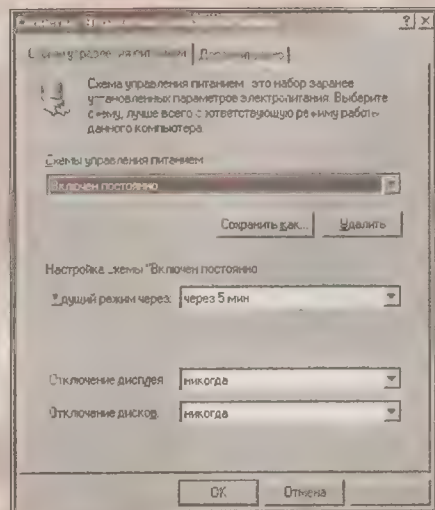 ? ×
Схема управления питанием
Схема управления питанием это набор заранее
установленных параметров электропитания Выберите
схему, лучше всего соответствующую режиму работы
данного компьютера
Схемы управления питанием
Включен постоянно
Сохранить как... Удалить
Настройка схемы "Включен постоянно
Ждущий режим через: через 5 мин
Отключение дисплея никогда
Отключение дисков. никогда
OK Отмена